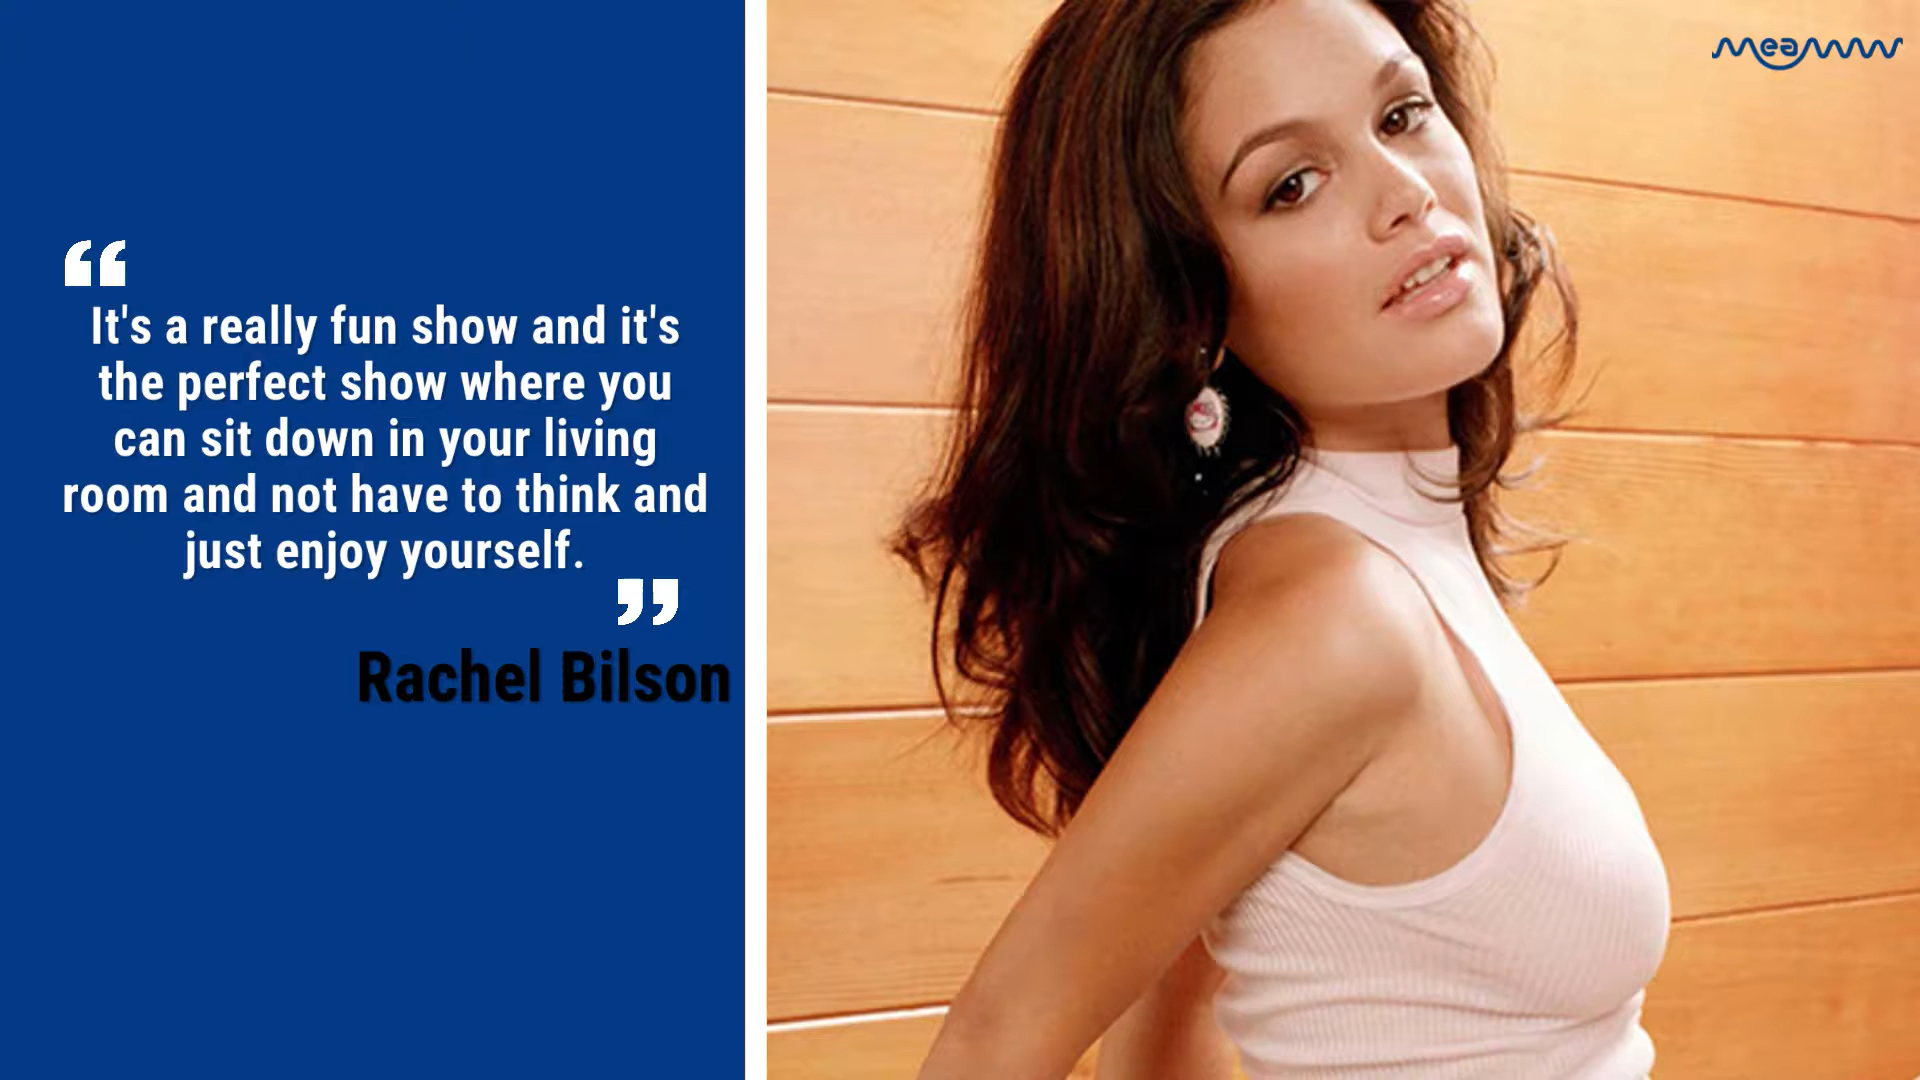 meaww
“
It's a really fun show and it's
the perfect show where you
can sit down in your living
room and not have to think and
just enjoy yourself.
”
Rachel Bilson